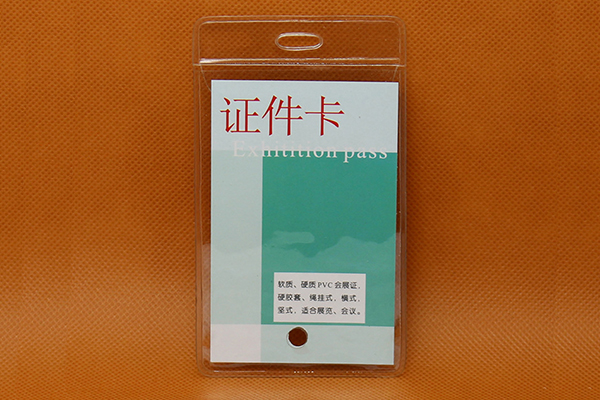 证件卡
Exhitition pass
软质、硬质PVC会展证，
硬胶套、绳挂式，横式，
竖式，适合展览、会议。